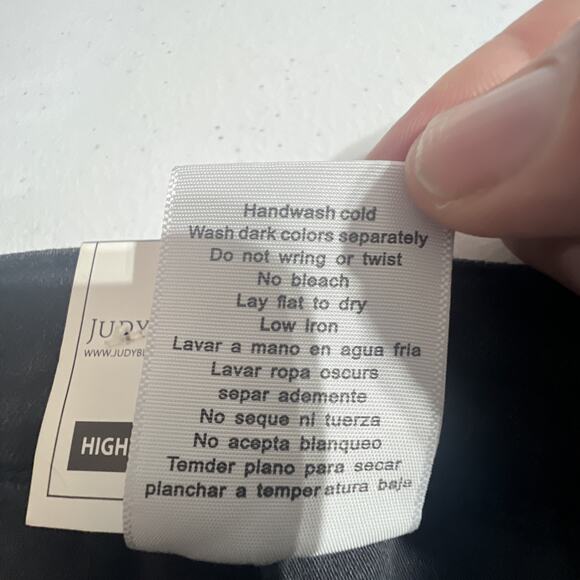 Handwash cold
Wash dark colors separately
Do not wring or twist
No bleach
Lay flat to dry
Low Iron
Lavar a mano en agua fria
Lavar ropa oscurs
separ ademente
No seque ni tuerza
No acepta blanqueo
Temder plano para secar
planchar a temperatura baja
JUDY
WWW.JUDYB
HIGH